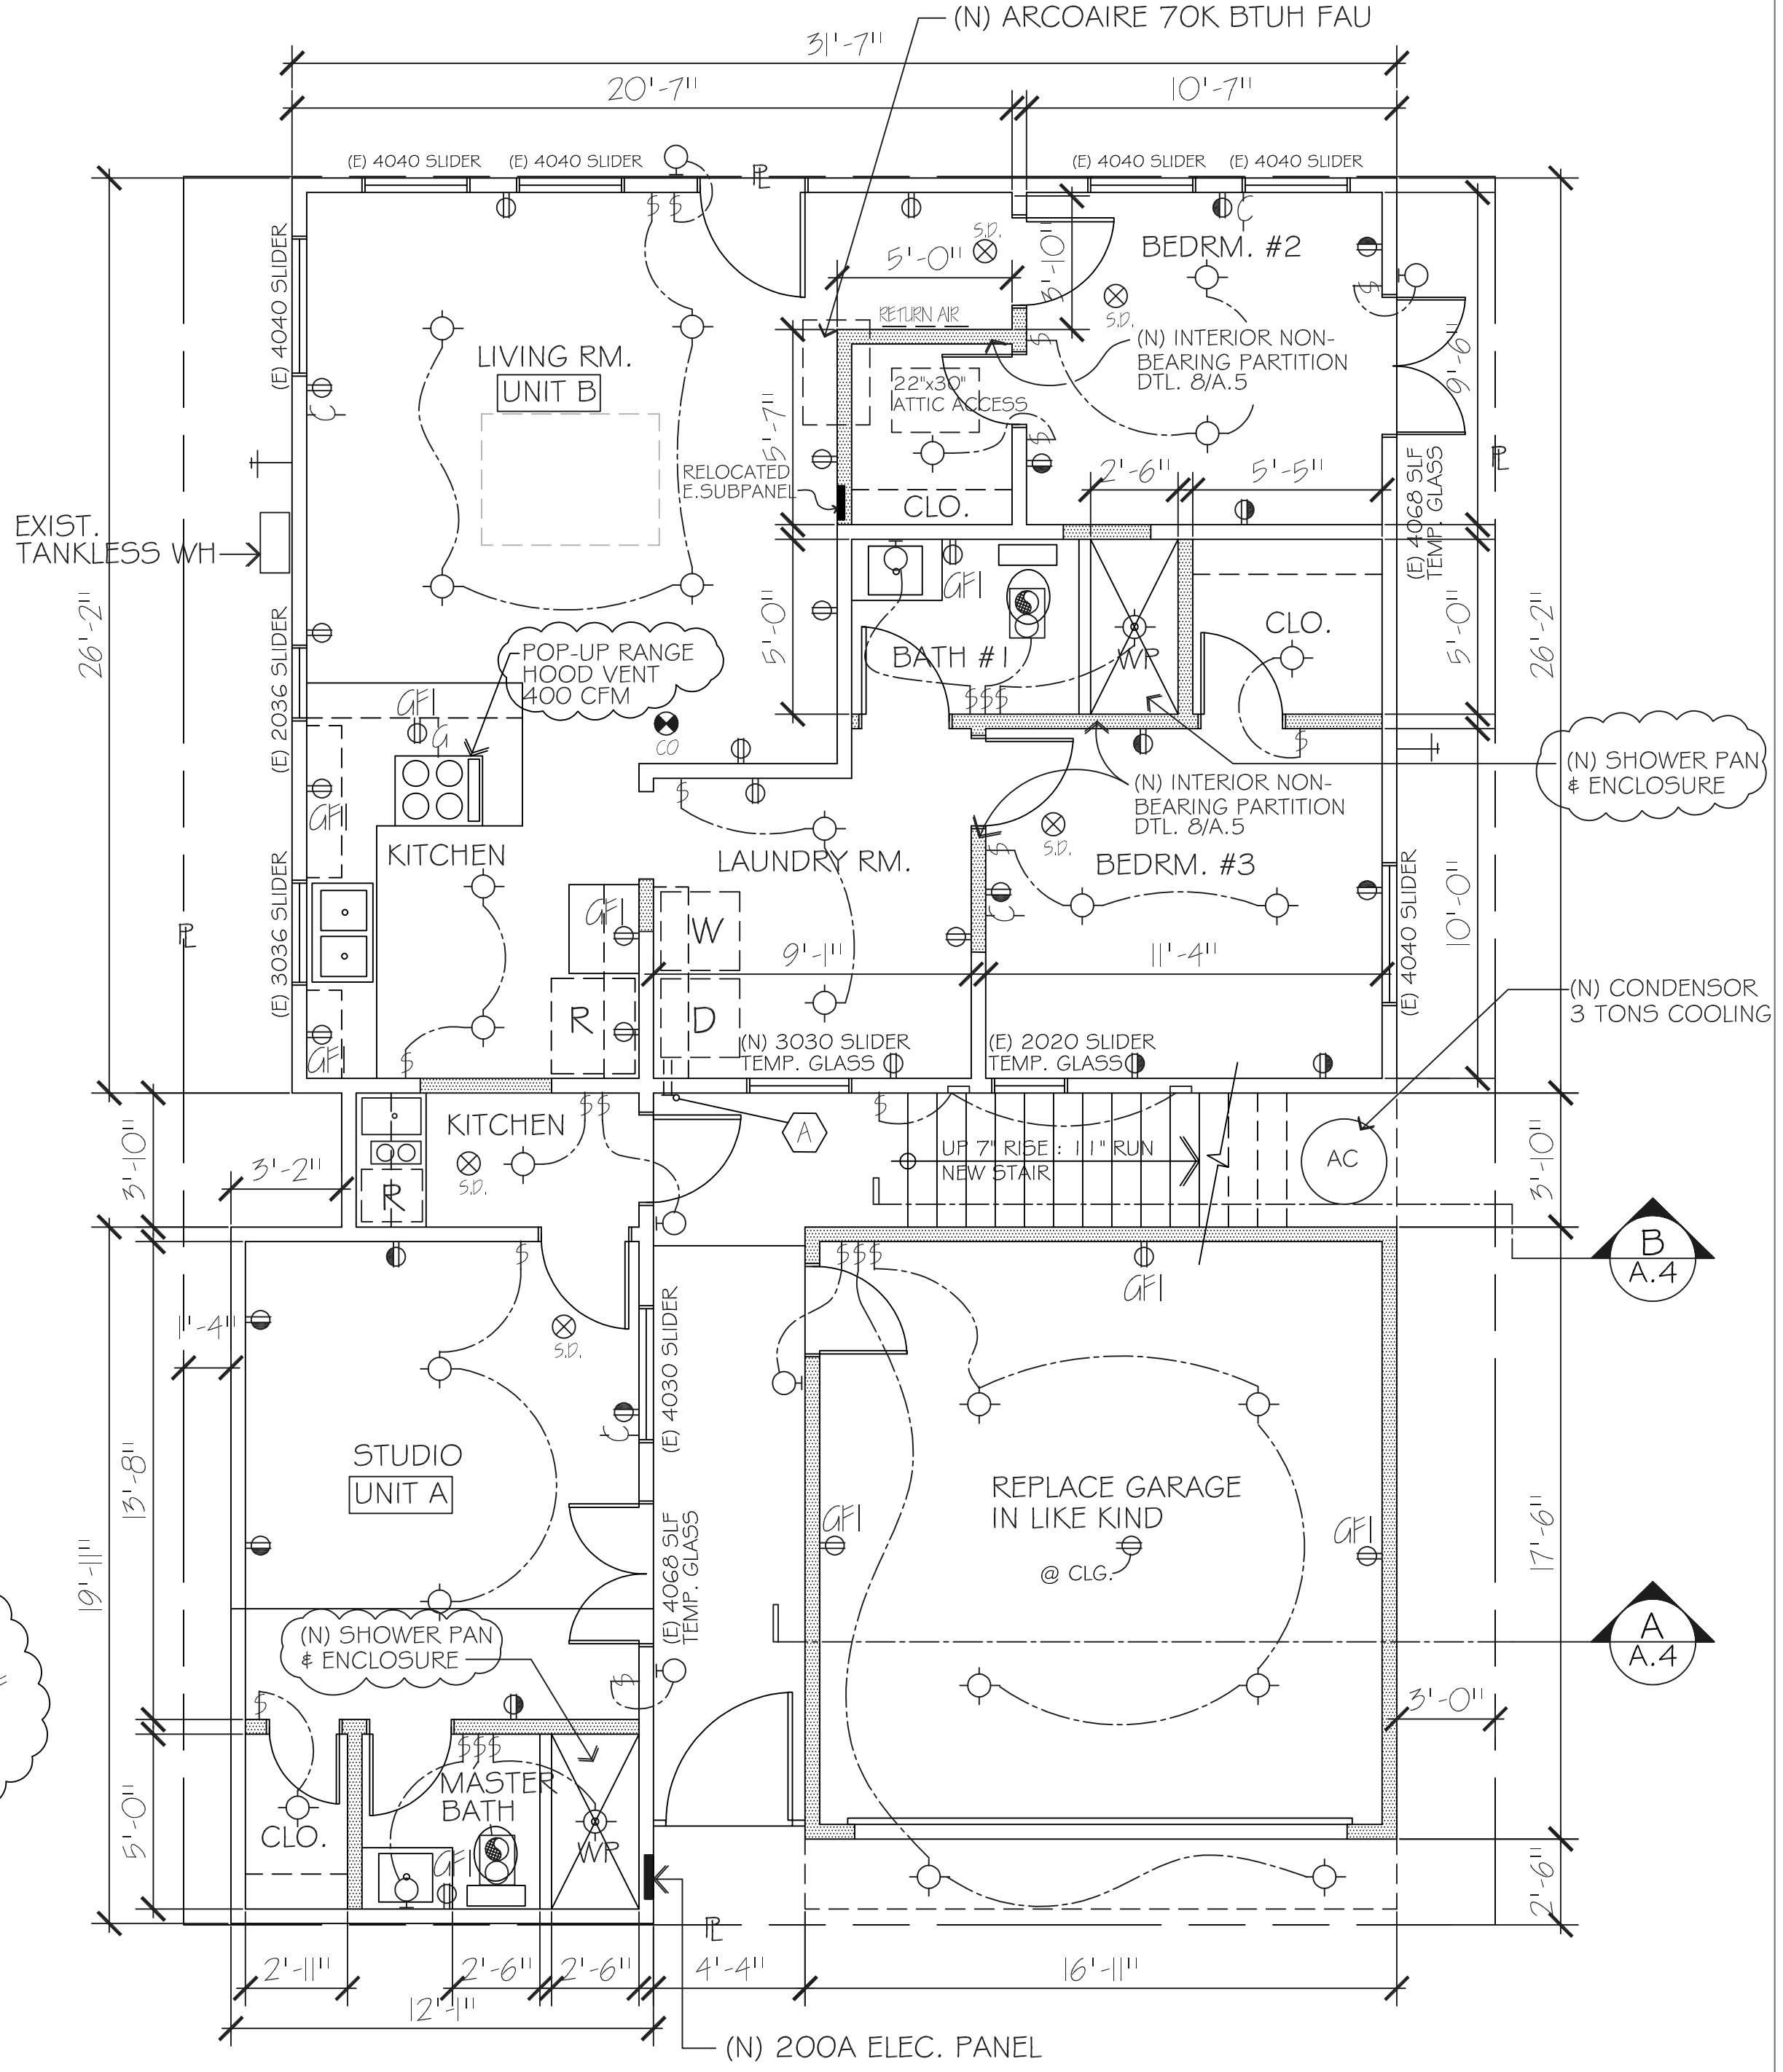 (N) ARCOAIRE 70K BTUH FAU
31'-7"
20'-7"
10'-7"
(E) 4040 SLIDER
(E) 4040 SLIDER
PL
(E) 4040 SLIDER
(E) 4040 SLIDER
$ $
C
S.D.
5'-0"
3'-10"
BEDRM. #2
$
(E) 4040 SLIDER
S.D.
RETURN AIR
$
(N) INTERIOR NON-
BEARING PARTITION
DTL. 8/A.5
9'-6"
LIVING RM.
UNIT B
22"x30"
ATTIC ACCESS
C
$
5'-7"
RELOCATED
E.SUBPANEL
2'-6"
5'-5"
PL
CLO.
(E) 4068 SLF
TEMP. GLASS
EXIST.
TANKLESS WH
26'-2"
GFI
5'-0"
CLO.
5'-0"
26'-2"
BATH #1
WP
(E) 2036 SLIDER
POP-UP RANGE
HOOD VENT
400 CFM
GFI
G
$$$
CO
$
(N) SHOWER PAN
& ENCLOSURE
$
(N) INTERIOR NON-
BEARING PARTITION
DTL. 8/A.5
GFI
KITCHEN
LAUNDRY RM.
$
S.D.
BEDRM. #3
(E) 3036 SLIDER
PL
GFI
W
C
9'-1"
11'-4"
(E) 4040 SLIDER
10'-0"
(N) CONDENSOR
3 TONS COOLING
R
D
GFI
$
(N) 3030 SLIDER
TEMP. GLASS
(E) 2020 SLIDER
TEMP. GLASS
KITCHEN
$$
A
$
UP 7" RISE : 11" RUN
NEW STAIR
AC
3'-10"
3'-2"
R
S.D.
3'-10"
B
A.4
$
$$$
GFI
1'-4"
S.D.
(E) 4030 SLIDER
C
STUDIO
UNIT A
13'-8"
19'-11"
REPLACE GARAGE
IN LIKE KIND
GFI
GFI
@ CLG.
17'-6"
(E) 4068 SLF
TEMP. GLASS
(N) SHOWER PAN
& ENCLOSURE
A
A.4
$
$
3'-0"
$$$
MASTER
BATH
CLO.
GFI
WP
5'-0"
2'-6"
PL
2'-11"
2'-6"
2'-6"
4'-4"
16'-11"
12'-1"
(N) 200A ELEC. PANEL